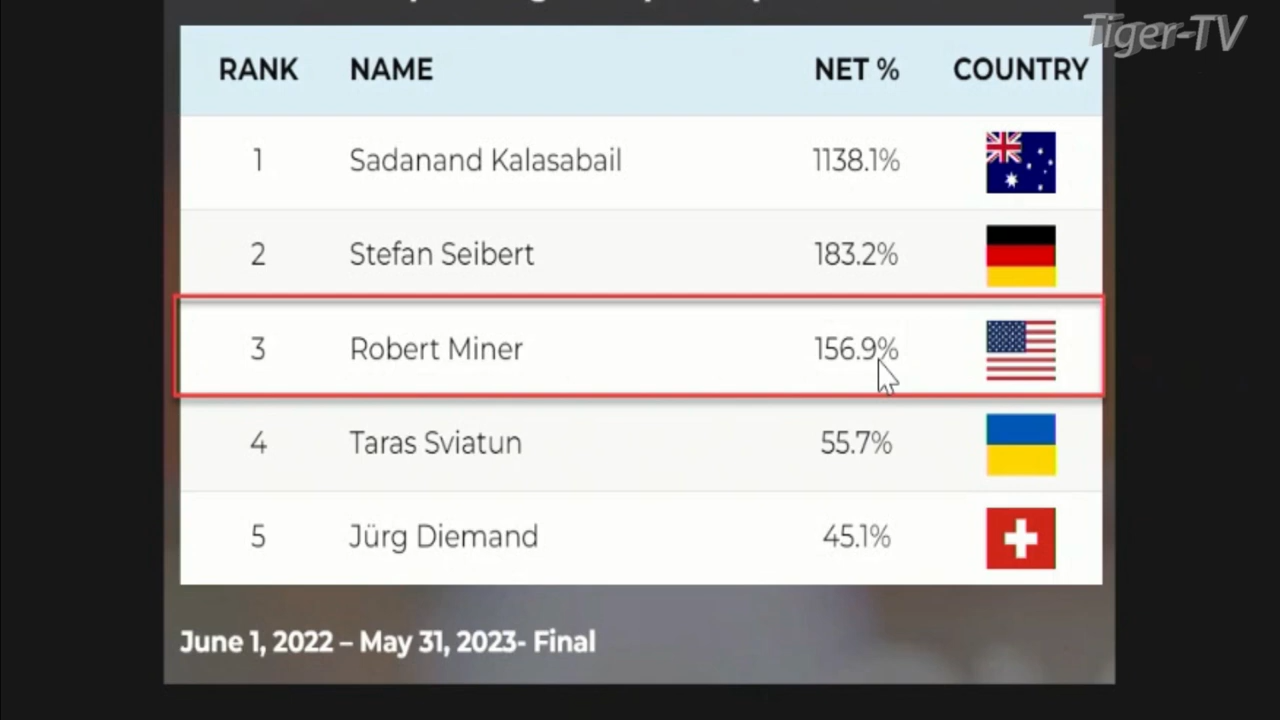 Tiger-TV
RANK NAME NET % COUNTRY
1 Sadanand Kalasabail 1138.1%
2 Stefan Seibert 183.2%
3 Robert Miner 156.9%
4 Taras Sviatun 55.7%
5 Jürg Diemand 45.1%
June 1, 2022 – May 31, 2023- Final